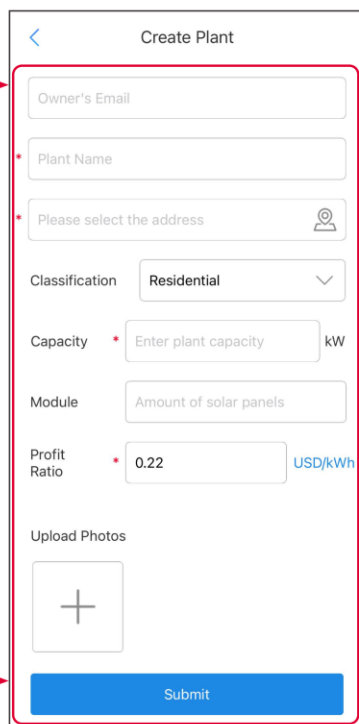 Create Plant
Owner's Email
* Plant Name
* Please select the address
Classification Residential
Capacity * Enter plant capacity kW
Module Amount of solar panels
Profit
Ratio * 0.22 USD/kWh
Upload Photos
Submit